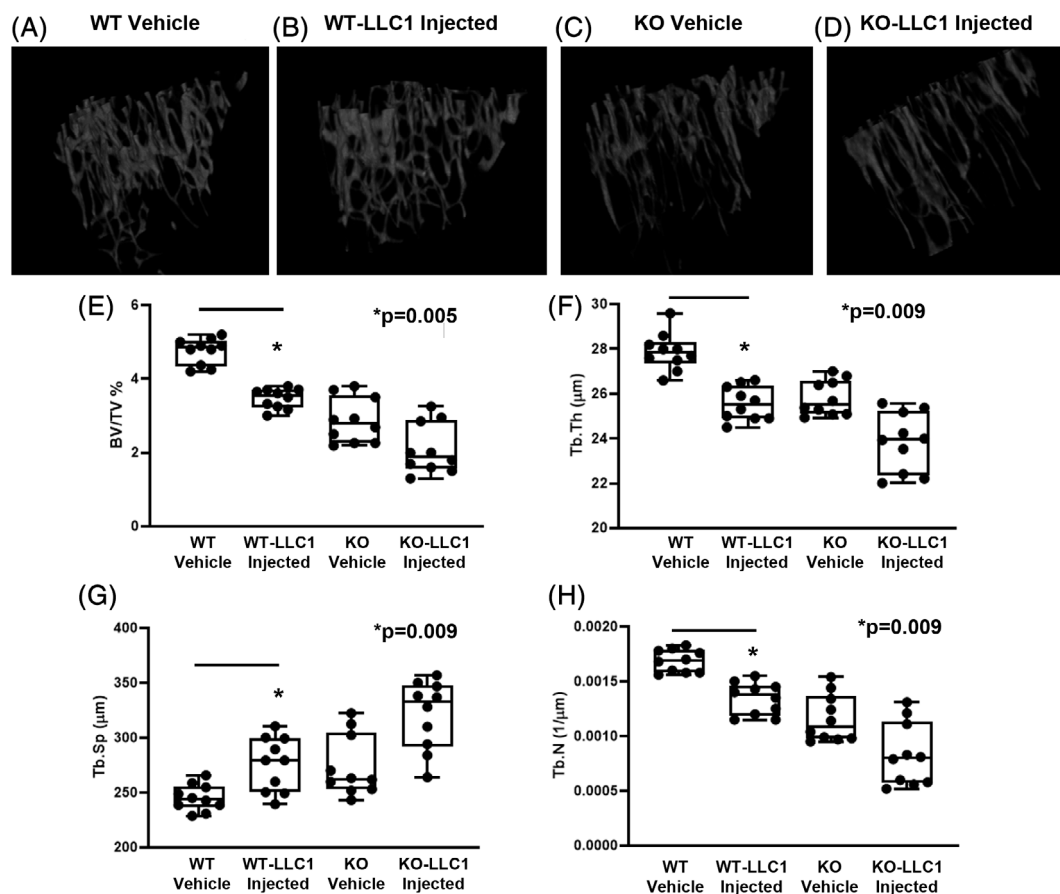 (A) WT Vehicle
(B) WT-LLC1 Injected
(C) KO Vehicle
(D) KO-LLC1 Injected
(E)
*p=0.005
*
BV/TV %
6
4
2
0
WT Vehicle
WT-LLC1 Injected
KO Vehicle
KO-LLC1 Injected
(F)
*p=0.009
*
Tb.Th (μm)
30
28
26
24
22
20
WT Vehicle
WT-LLC1 Injected
KO Vehicle
KO-LLC1 Injected
(G)
*p=0.009
*
Tb.Sp (μm)
400
350
300
250
200
WT Vehicle
WT-LLC1 Injected
KO Vehicle
KO-LLC1 Injected
(H)
*p=0.009
*
Tb.N (1/μm)
0.0020
0.0015
0.0010
0.0005
0.0000
WT Vehicle
WT-LLC1 Injected
KO Vehicle
KO-LLC1 Injected